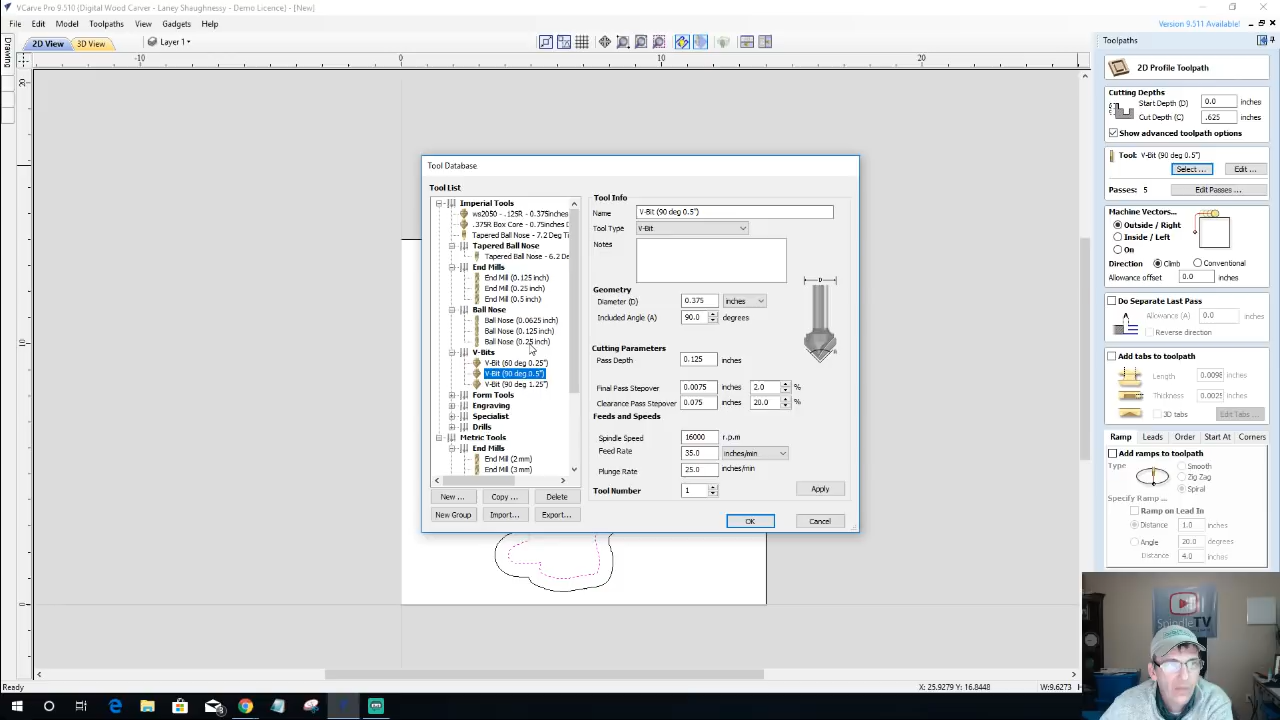 VCarve Pro 9.510 (Digital Wood Carver - Laney Shaughnessy - Demo Licence) - [New]
File Edit Model Toolpaths View Gadgets Help
Version 9.511 Available!
2D View 3D View Layer 1
Drawing
-10 0 10 20
20
10
0
Tool Database
Tool List
Imperial Tools
ws2050 - .125R - 0.375inches
.375R Box Core - .75inches D
Tapered Ball Nose - 7.2 Deg Ti
Tapered Ball Nose
Tapered Ball Nose - 6.2 D
End Mills
End Mill (0.125 inch)
End Mill (0.25 inch)
End Mill (0.5 inch)
Ball Nose
Ball Nose (0.0625 inch)
Ball Nose (0.125 inch)
Ball Nose (0.25 inch)
V-Bits
V-Bit (60 deg 0.25")
V-Bit (90 deg 0.5")
V-Bit (90 deg 1.25")
Form Tools
Engraving
Specialist
Drills
Metric Tools
End Mills
End Mill (2 mm)
End Mill (3 mm)
New ... Copy ... Delete
New Group Import... Export...
Tool Info
Name V-Bit (90 deg 0.5")
Tool Type V-Bit
Notes
Geometry
Diameter (D) 0.375 inches
Included Angle (A) 90.0 degrees
D
Cutting Parameters
Pass Depth 0.125 inches
Final Pass Stepover 0.0075 inches 2.0 %
Clearance Pass Stepover 0.075 inches 20.0 %
Feeds and Speeds
Spindle Speed 16000 r.p.m
Feed Rate 35.0 inches/min
Plunge Rate 25.0 inches/min
Tool Number 1
Apply
OK Cancel
Toolpaths
2D Profile Toolpath
Cutting Depths
Start Depth (D) 0.0 inches
Cut Depth (C) .625 inches
Show advanced toolpath options
Tool: V-Bit (90 deg 0.5")
Select ... Edit ...
Passes: 5 Edit Passes ...
Machine Vectors...
Outside / Right
Inside / Left
On
Direction: Climb Conventional
Allowance offset 0.0 inches
Do Separate Last Pass
Allowance (A) 0.0 inches
Reverse direction
Add tabs to toolpath
Length 0.0098
Thickness 0.0025
3D tabs Edit Tabs ...
Ramp Leads Order Start At Corners
Add ramps to toolpath
Type Smooth
Zig Zag
Spiral
Specify Ramp...
Ramp on Lead In
Distance 1.0 inches
Angle 20.0 degrees
Distance 4.0 inches
SpindleTV
Ready
X: 25.9279 Y: 16.8448 W:9.6273